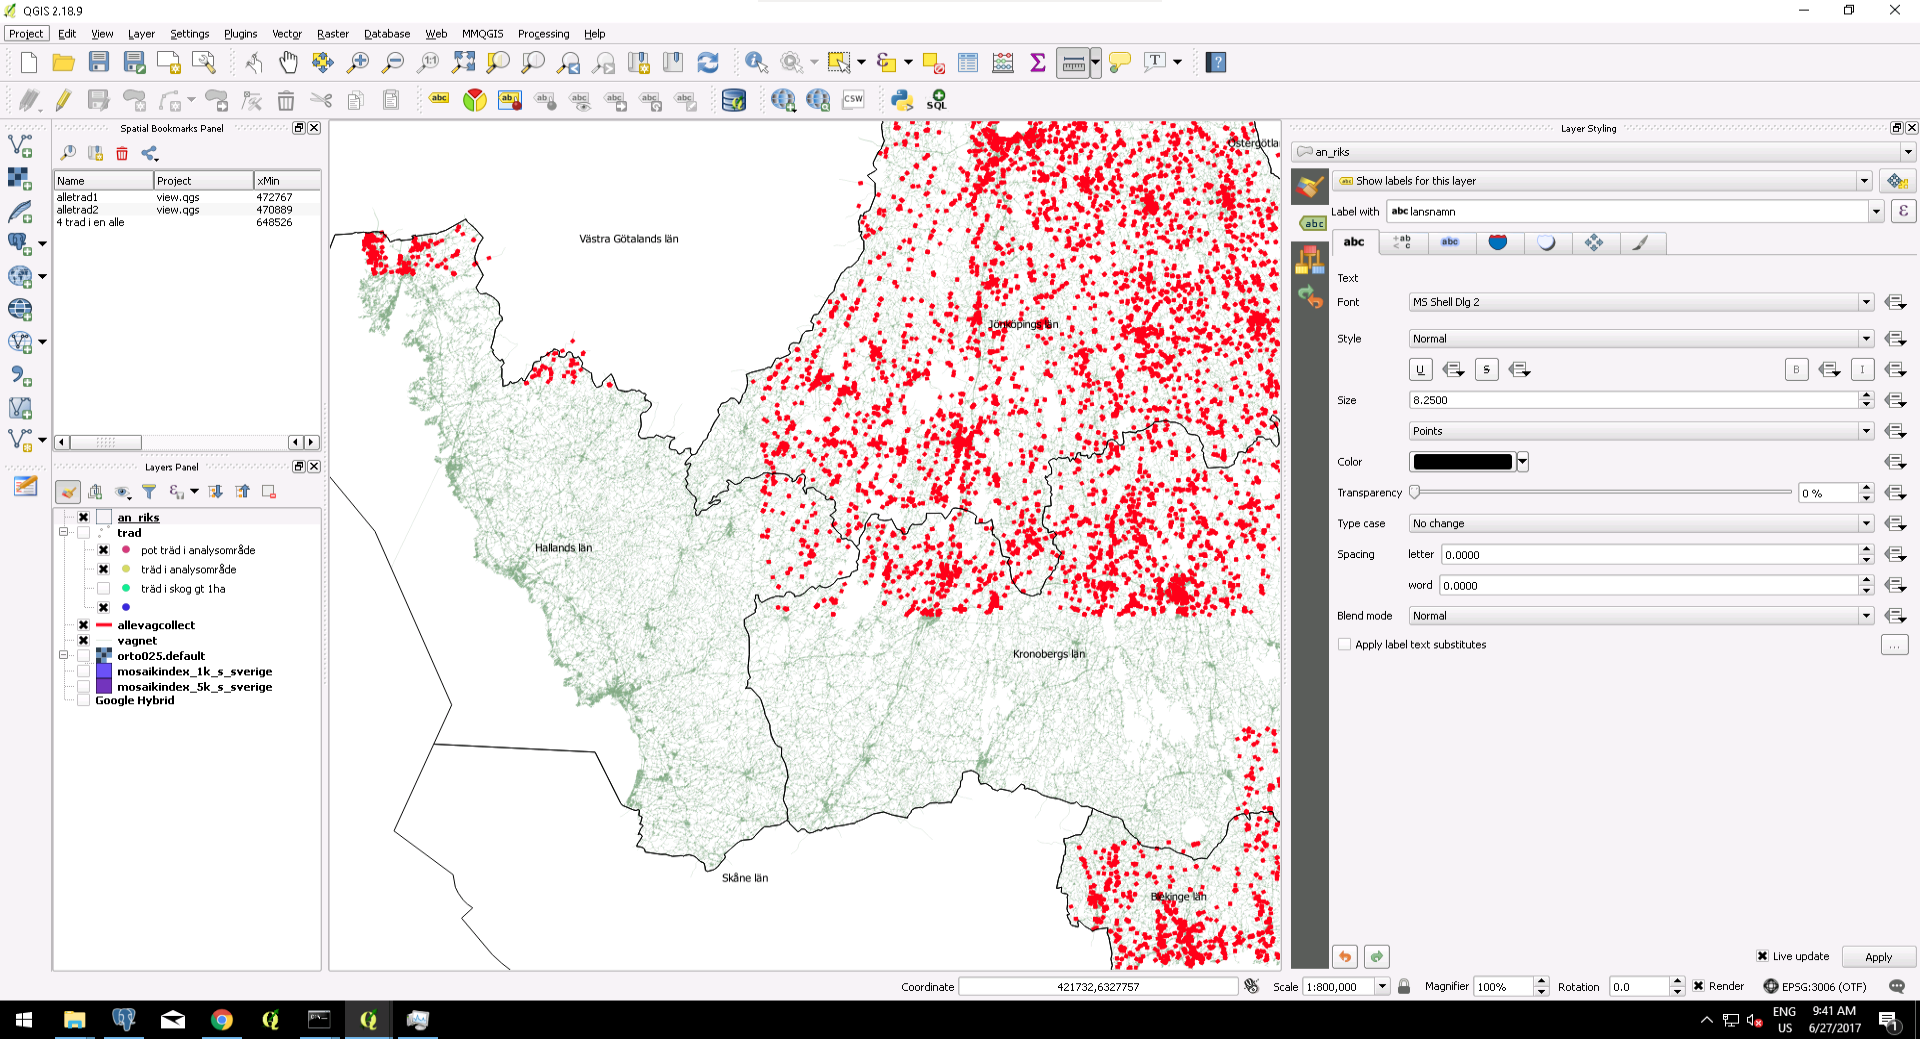 QGIS 2.18.9
Project Edit View Layer Settings Plugins Vector Raster Database Web MMQGIS Processing Help
CSW
SQL
Spatial Bookmarks Panel
Name Project xMin
alletrad1 view.qgs 472767
alletrad2 view.qgs 470889
4 trad i en alle 648526
Layers Panel
an_riks
trad
pot träd i analysområde
träd i analysområde
träd i skog gt 1ha
allevagcollect
vagnet
orto025.default
mosaikindex_1k_s_sverige
mosaikindex_5k_s_sverige
Google Hybrid
Östergötla
Västra Götalands län
Jönköpings län
Hallands län
Kronobergs län
Skåne län
Blekinge län
Layer Styling
an_riks
abc Show labels for this layer
Label with abc lansnamn
abc
Text
Font MS Shell Dlg 2
Style Normal
U S B I
Size 8.2500
Points
Color
Transparency 0 %
Type case No change
Spacing letter 0.0000
word 0.0000
Blend mode Normal
Apply label text substitutes ...
Live update Apply
Coordinate 421732,6327757 Scale 1:800,000 Magnifier 100% Rotation 0.0 Render EPSG:3006 (OTF)
ENG 9:41 AM
US 6/27/2017 1